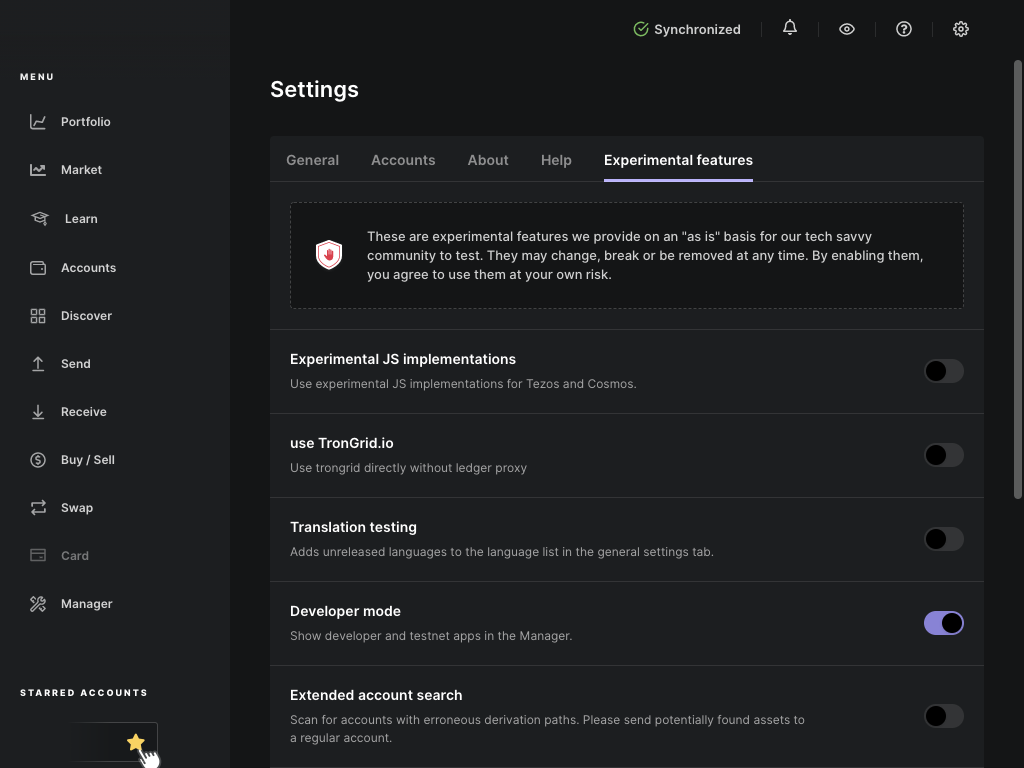 Synchronized
MENU
Portfolio
Market
Learn
Accounts
Discover
Send
Receive
Buy / Sell
Swap
Card
Manager
STARRED ACCOUNTS
Settings
General
Accounts
About
Help
Experimental features
These are experimental features we provide on an "as is" basis for our tech savvy
community to test. They may change, break or be removed at any time. By enabling them,
you agree to use them at your own risk.
Experimental JS implementations
Use experimental JS implementations for Tezos and Cosmos.
use TronGrid.io
Use trongrid directly without ledger proxy
Translation testing
Adds unreleased languages to the language list in the general settings tab.
Developer mode
Show developer and testnet apps in the Manager.
Extended account search
Scan for accounts with erroneous derivation paths. Please send potentially found assets to
a regular account.